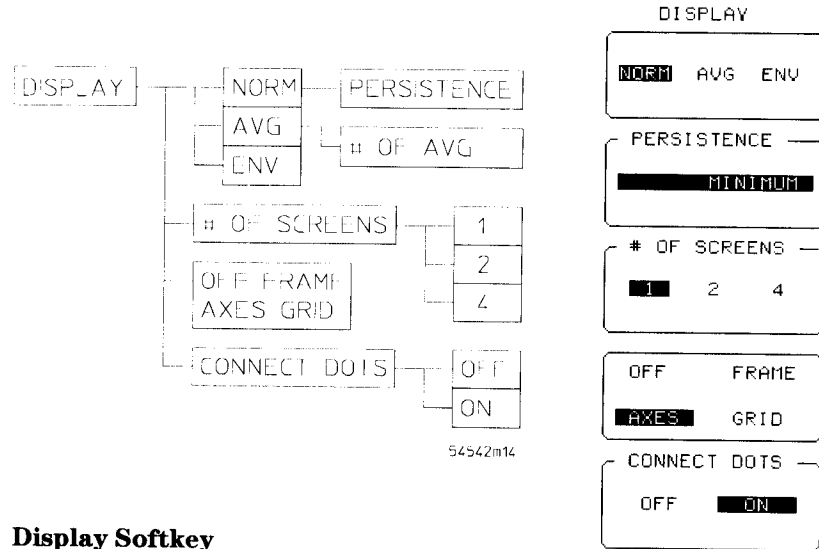 DISPLAY
NORM
PERSISTENCE
AVG
# OF AVG
ENV
# OF SCREENS
1
2
4
OFF FRAME
AXES GRID
CONNECT DOTS
OFF
ON
54542m14
Display Softkey
DISPLAY
NORM AVG ENV
PERSISTENCE
MINIMUM
# OF SCREENS
1 2 4
OFF FRAME
AXES GRID
CONNECT DOTS
OFF ON